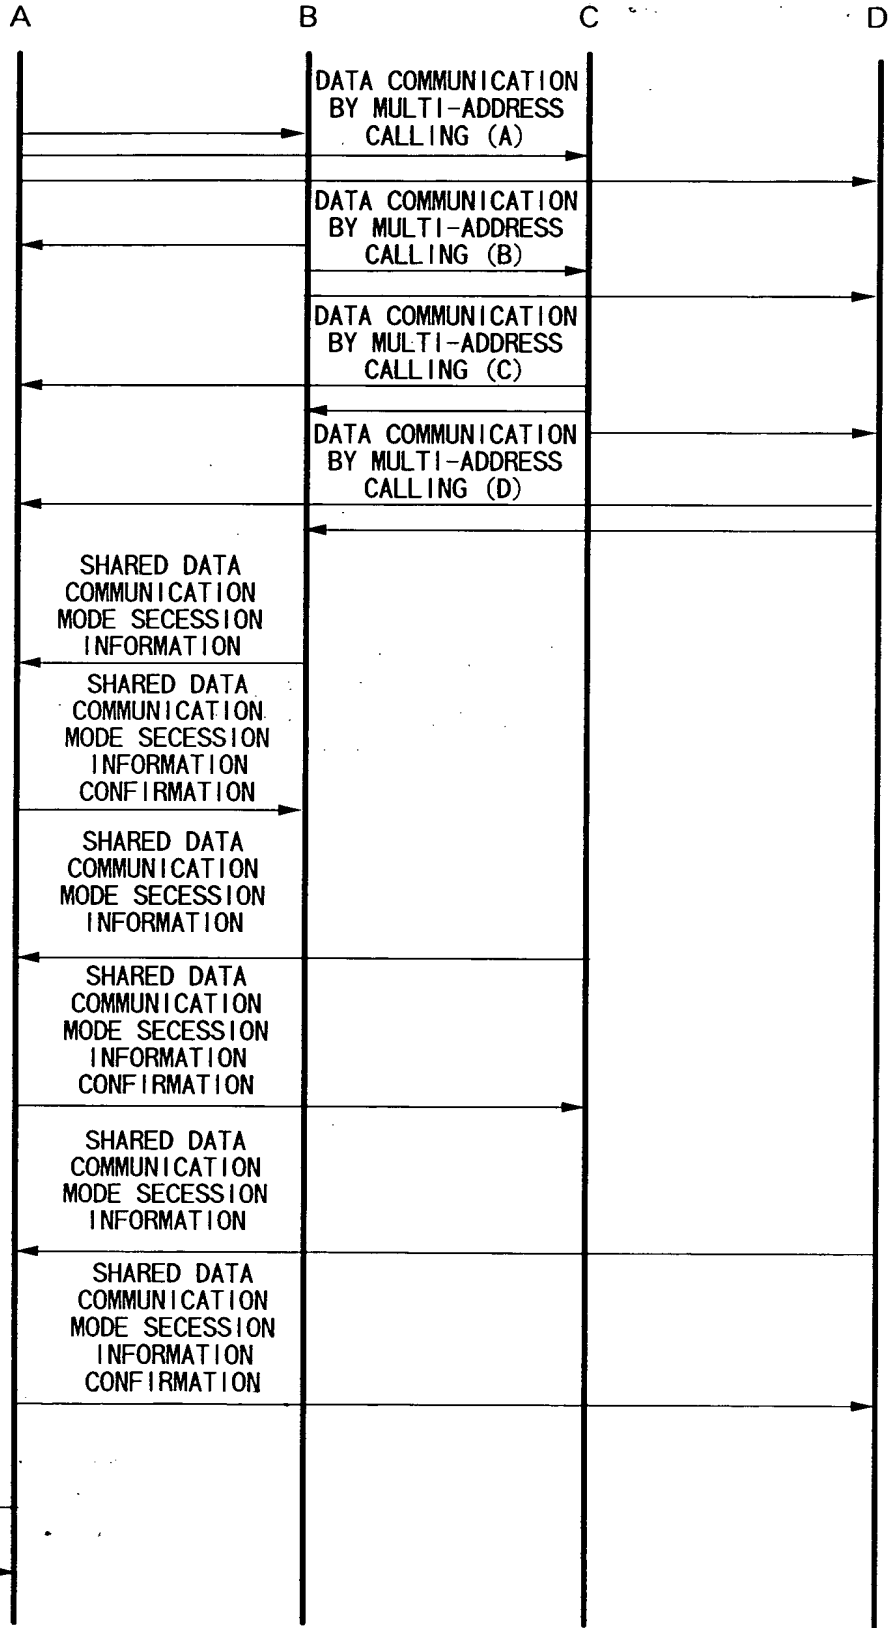 A B C D
DATA COMMUNICATION
BY MULTI-ADDRESS
CALLING (A)
DATA COMMUNICATION
BY MULTI-ADDRESS
CALLING (B)
DATA COMMUNICATION
BY MULTI-ADDRESS
CALLING (C)
DATA COMMUNICATION
BY MULTI-ADDRESS
CALLING (D)
SHARED DATA
COMMUNICATION
MODE SECESSION
INFORMATION
SHARED DATA
COMMUNICATION
MODE SECESSION
INFORMATION
CONFIRMATION
SHARED DATA
COMMUNICATION
MODE SECESSION
INFORMATION
SHARED DATA
COMMUNICATION
MODE SECESSION
INFORMATION
CONFIRMATION
SHARED DATA
COMMUNICATION
MODE SECESSION
INFORMATION
SHARED DATA
COMMUNICATION
MODE SECESSION
INFORMATION
CONFIRMATION